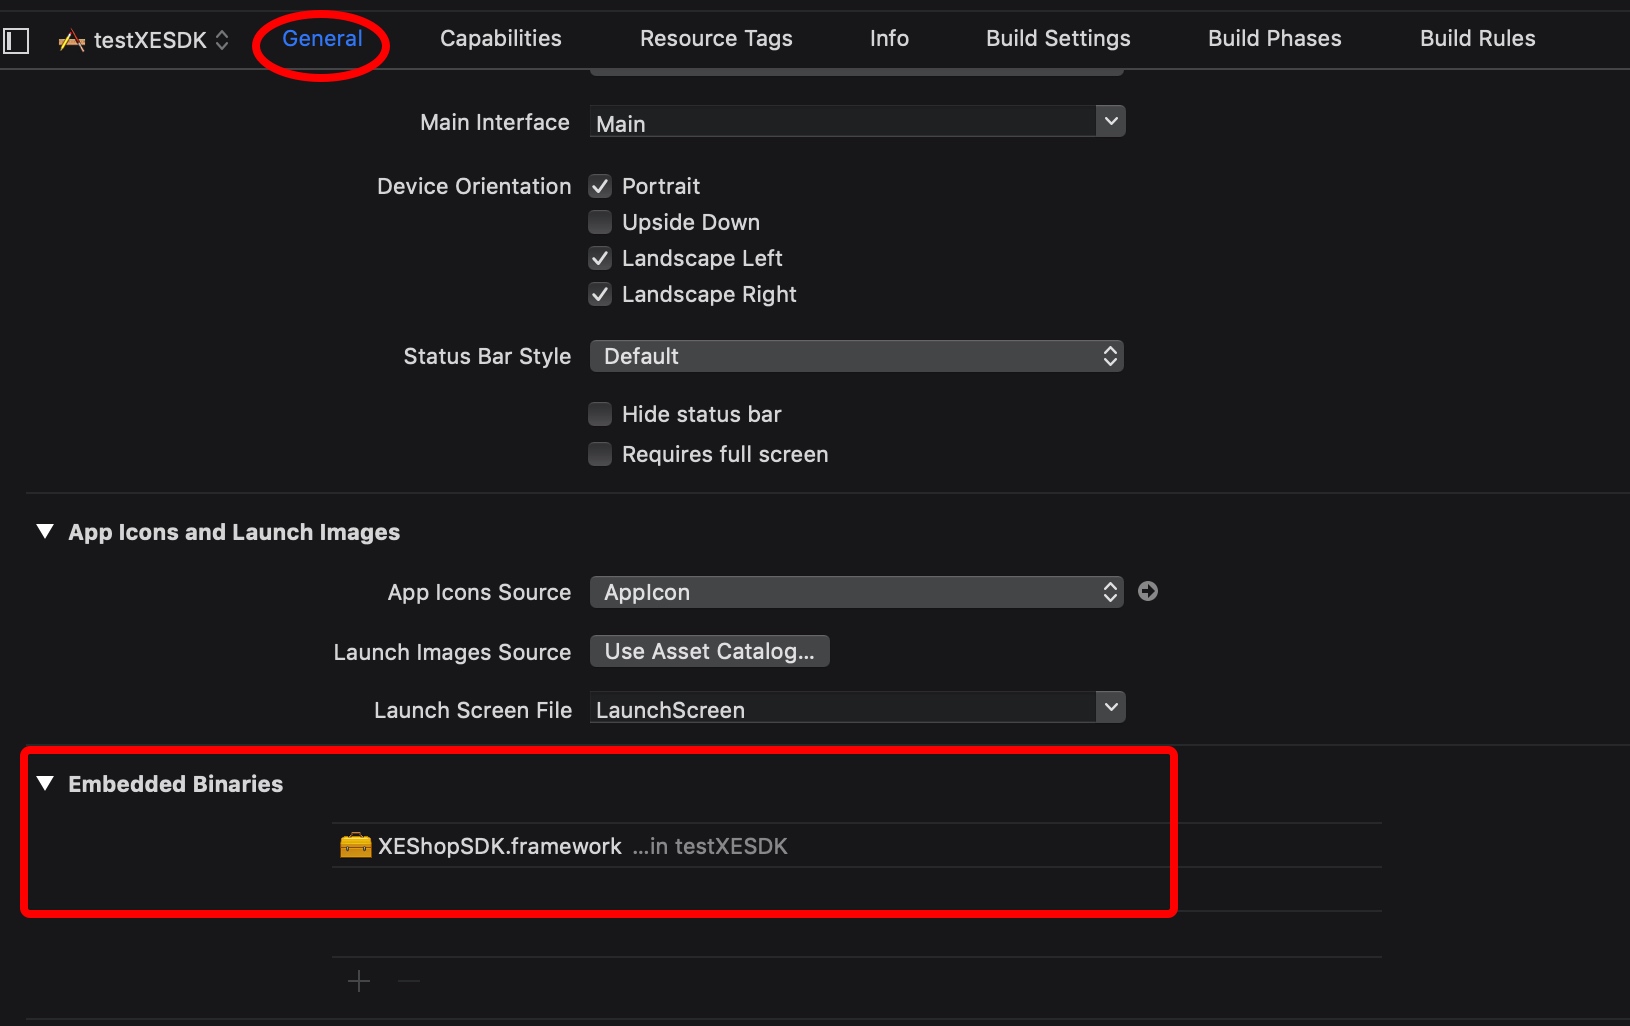 testXESDK General Capabilities Resource Tags Info Build Settings Build Phases Build Rules
Main Interface Main
Device Orientation Portrait
Upside Down
Landscape Left
Landscape Right
Status Bar Style Default
Hide status bar
Requires full screen
App Icons and Launch Images
App Icons Source AppIcon
Launch Images Source Use Asset Catalog...
Launch Screen File LaunchScreen
Embedded Binaries
XEShopSDK.framework ...in testXESDK